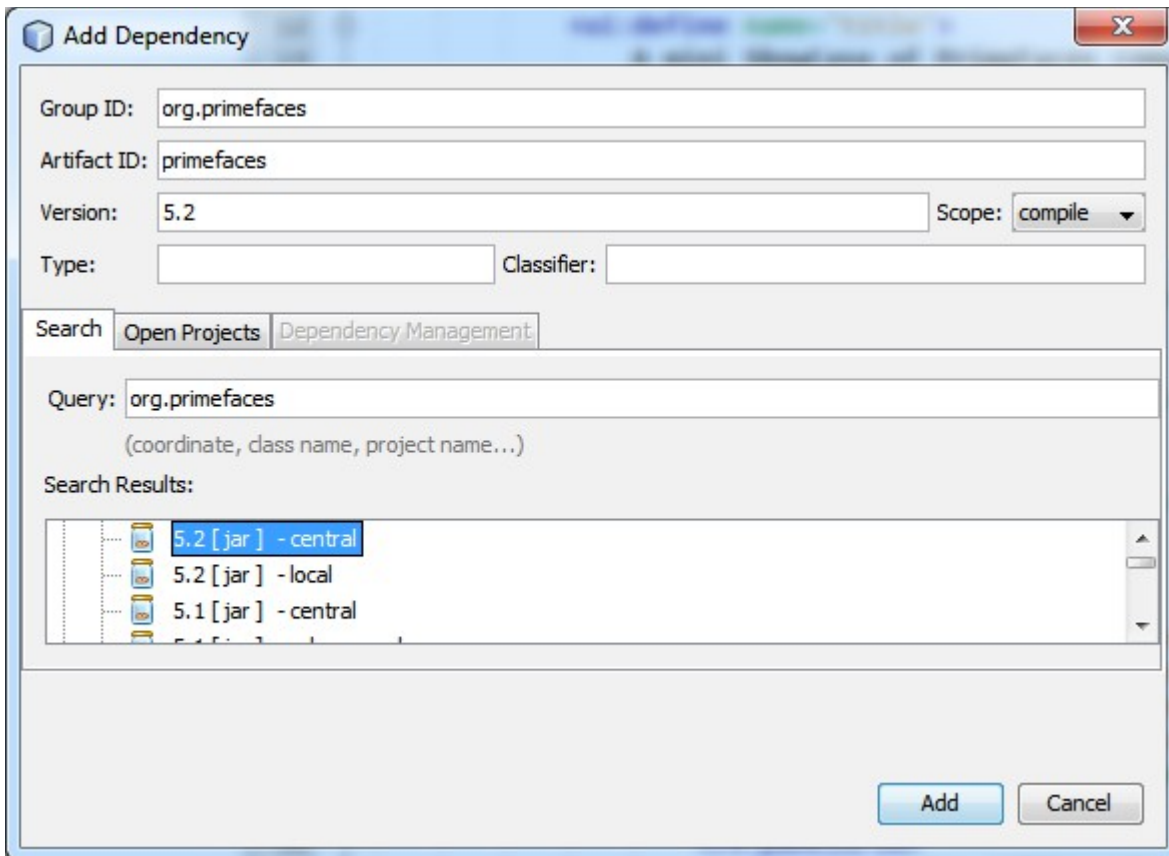 Add Dependency
Group ID: org.primefaces
Artifact ID: primefaces
Version: 5.2 Scope: compile
Type: Classifier:
Search Open Projects Dependency Management
Query: org.primefaces
(coordinate, class name, project name...)
Search Results:
5.2 [ jar ] - central
5.2 [ jar ] - local
5.1 [ jar ] - central
Add Cancel